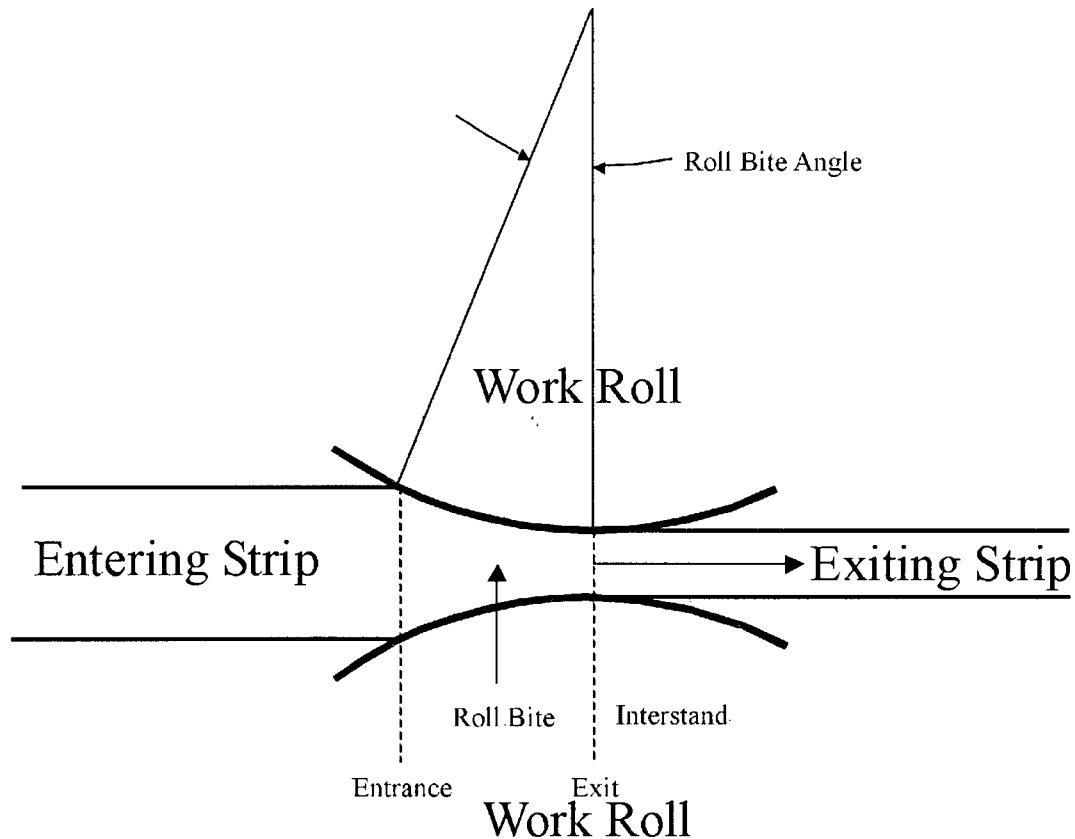 Roll Bite Angle
Work Roll
Entering Strip
Exiting Strip
Roll Bite
Interstand
Entrance
Exit
Work Roll